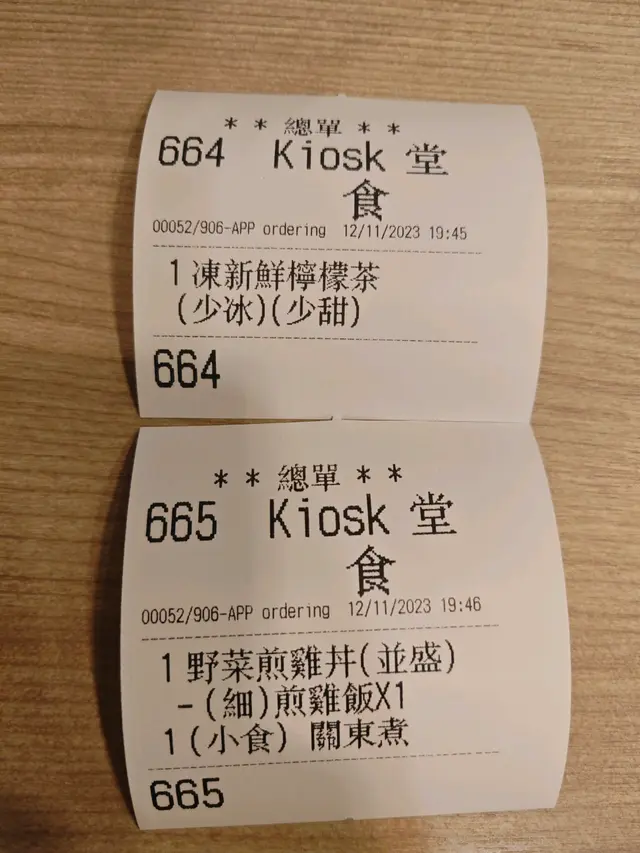 * * 總單 * *
664 Kiosk 堂
食
00052/906-APP ordering 12/11/2023 19:45
1 凍新鮮檸檬茶
(少冰)(少甜)
664
* * 總單 * *
665 Kiosk 堂
食
00052/906-APP ordering 12/11/2023 19:46
1 野菜煎雞丼(並盛)
-(細)煎雞飯X1
1(小食) 關東煮
665